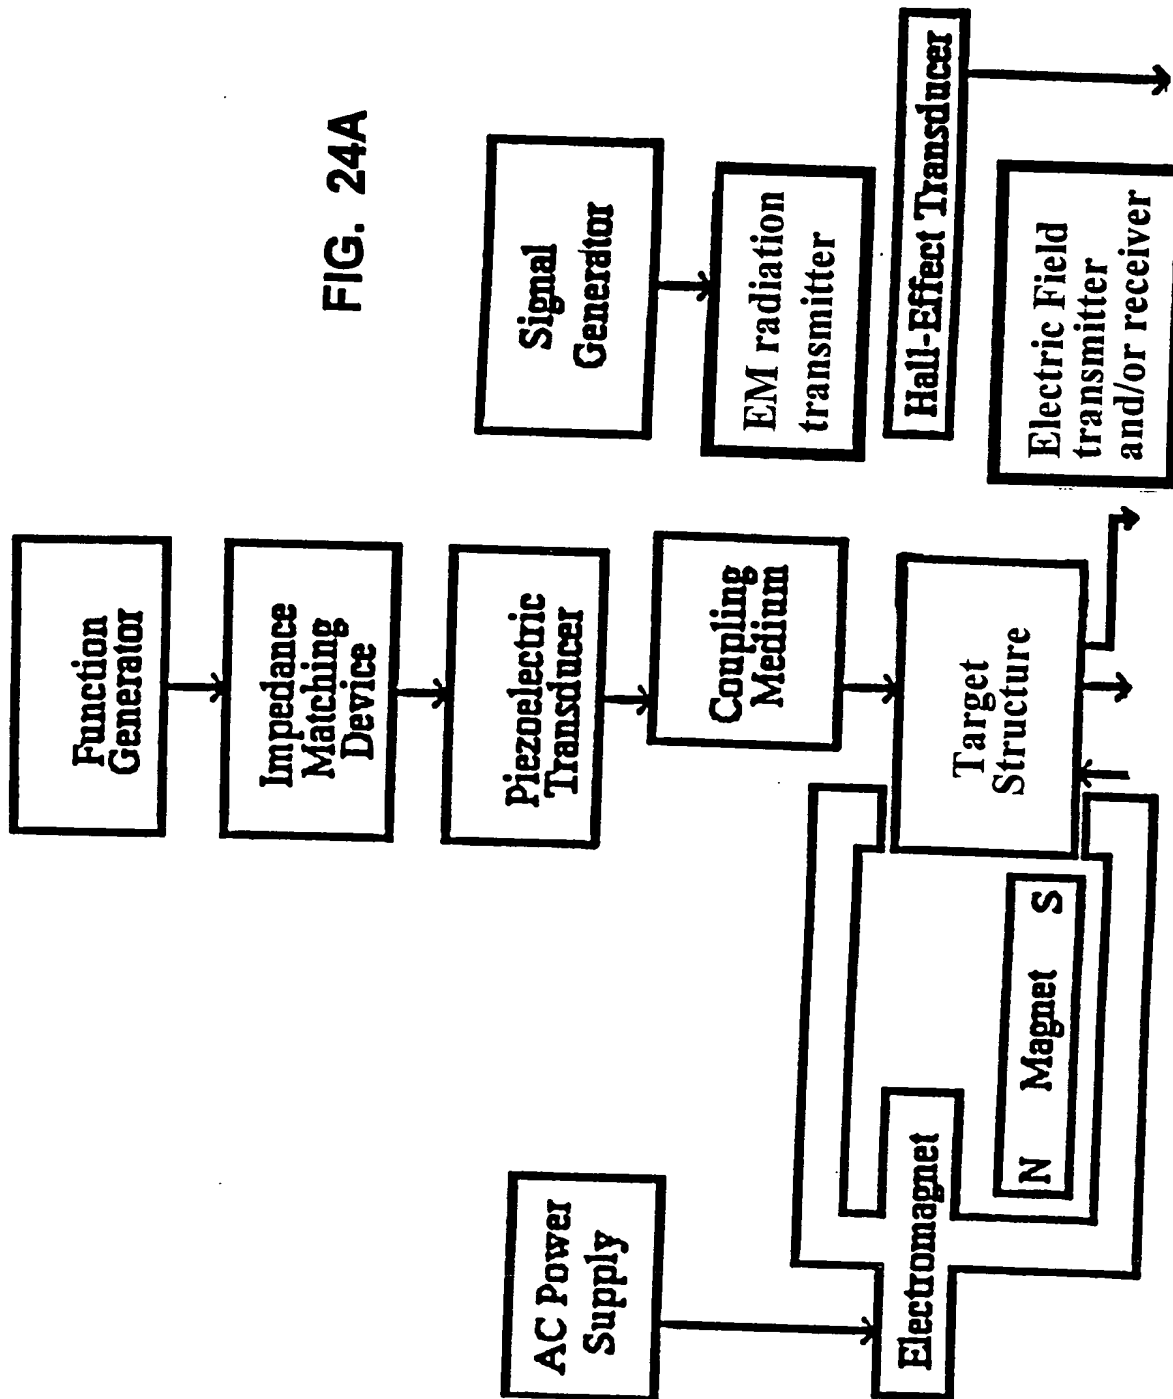 FIG. 24A
Function
Generator
Impedance
Matching
Device
Piezoelectric
Transducer
Coupling
Medium
Target
Structure
AC Power
Supply
Electromagnet
N Magnet S
Signal
Generator
EM radiation
transmitter
Hall-Effect Transducer
Electric Field
transmitter
and/or receiver